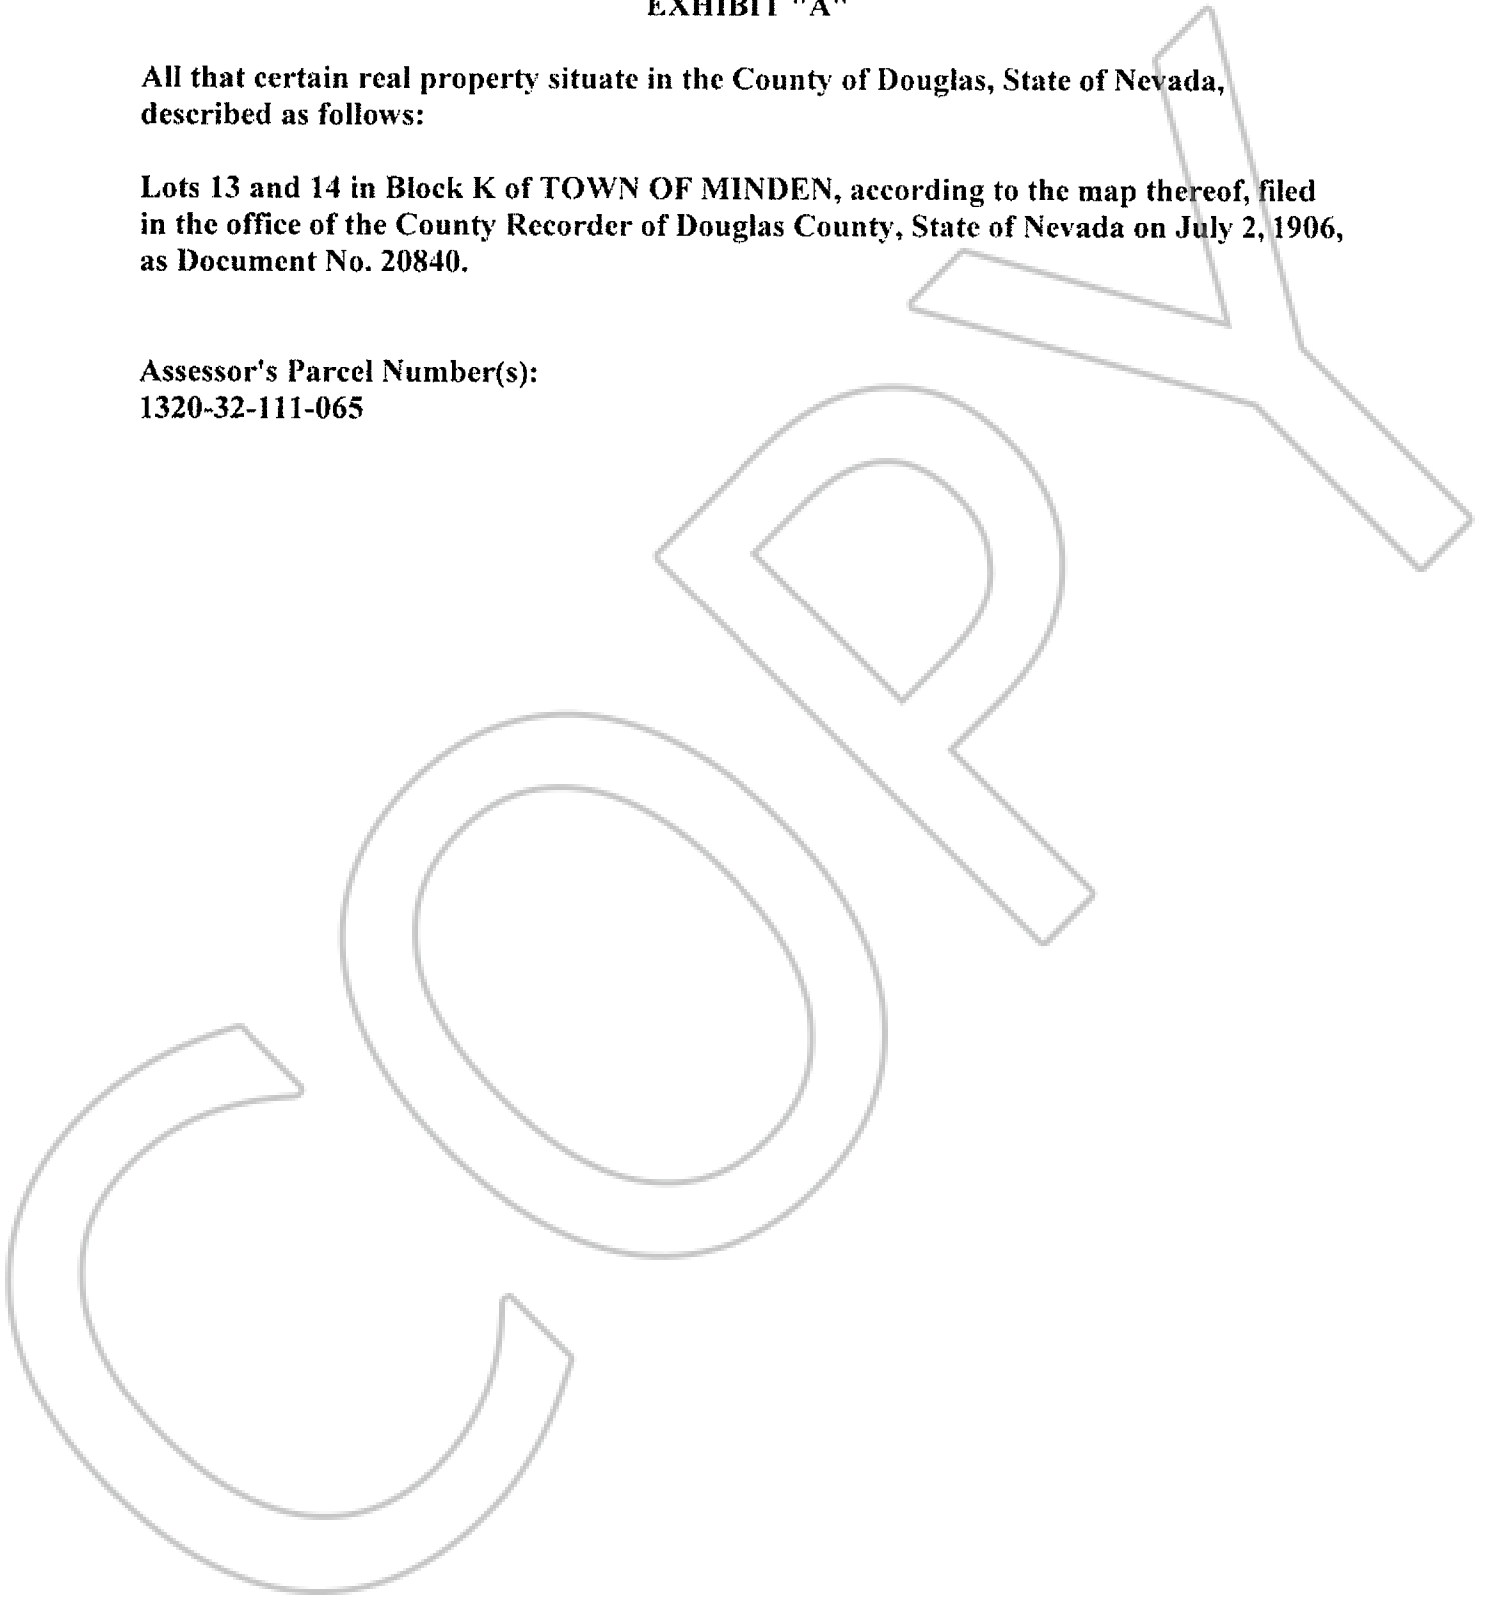 EXHIBIT "A"
All that certain real property situate in the County of Douglas, State of Nevada,
described as follows:
Lots 13 and 14 in Block K of TOWN OF MINDEN, according to the map thereof, filed
in the office of the County Recorder of Douglas County, State of Nevada on July 2, 1906,
as Document No. 20840.
Assessor's Parcel Number(s):
1320-32-111-065
COPY